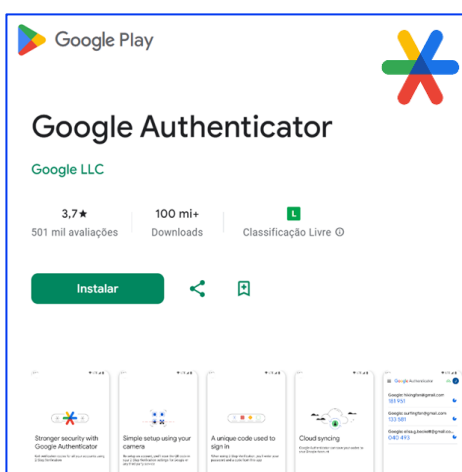 Google Play
Google Authenticator
Google LLC
3,7★
501 mil avaliações
100 mi+
Downloads
L
Classificação Livre
Instalar
Stronger security with
Google Authenticator
Simple setup using your
camera
A unique code used to
sign in
Cloud syncing
Google Authenticator